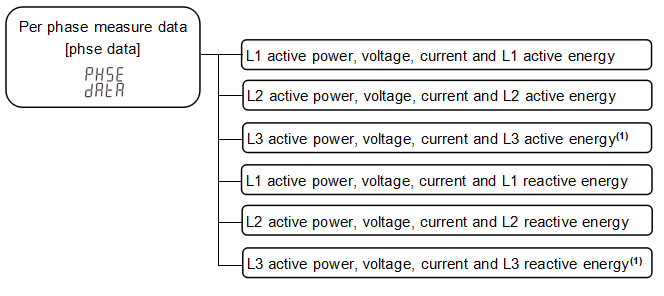 Per phase measure data
[phse data]
PHSE
dAtA
L1 active power, voltage, current and L1 active energy
L2 active power, voltage, current and L2 active energy
L3 active power, voltage, current and L3 active energy(1)
L1 active power, voltage, current and L1 reactive energy
L2 active power, voltage, current and L2 reactive energy
L3 active power, voltage, current and L3 reactive energy(1)